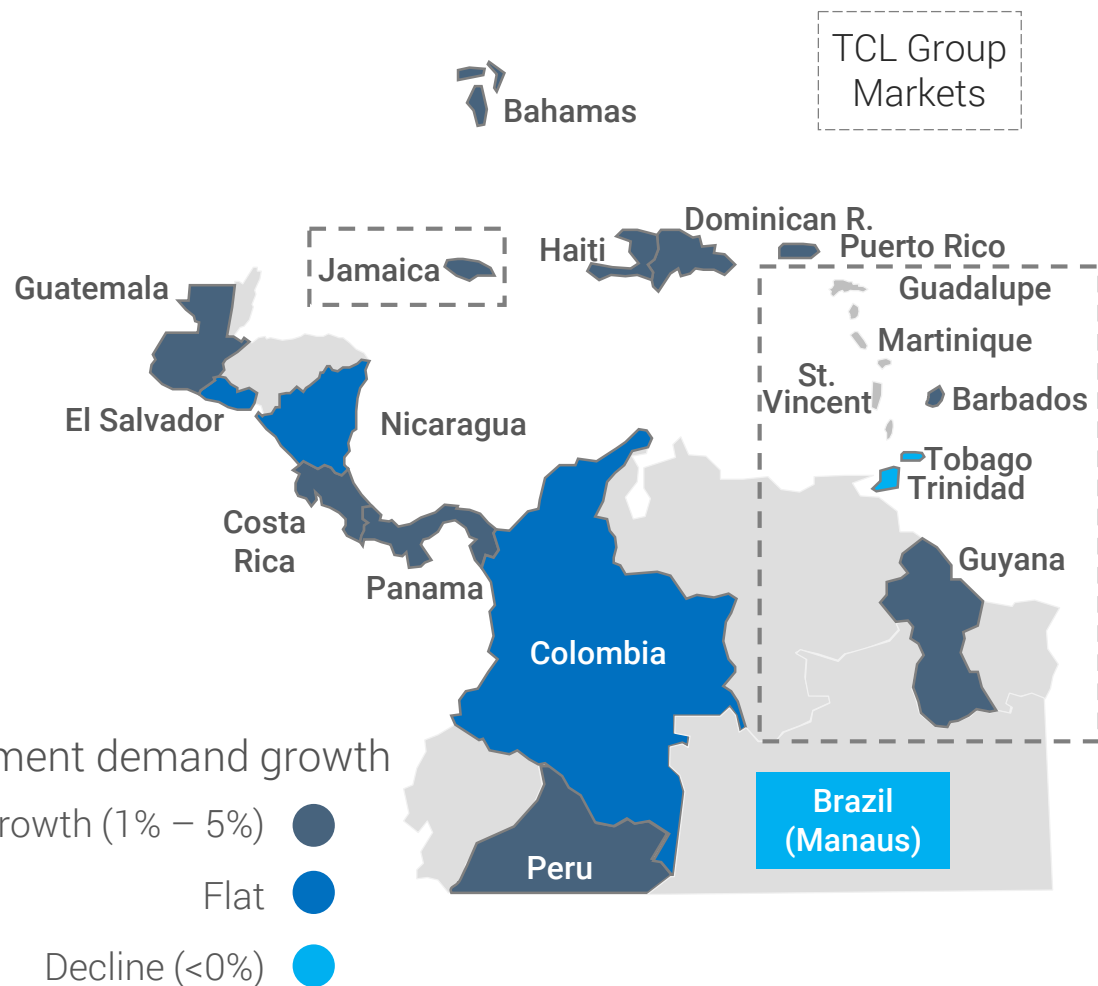 TCL Group
Markets
Bahamas
Dominican R.
Haiti
Puerto Rico
Jamaica
Guatemala
Guadalupe
Martinique
St.
Vincent
Barbados
El Salvador
Nicaragua
Tobago
Trinidad
Costa
Rica
Panama
Guyana
Colombia
ment demand growth
rowth (1% – 5%)
Flat
Decline (<0%)
Brazil
(Manaus)
Peru